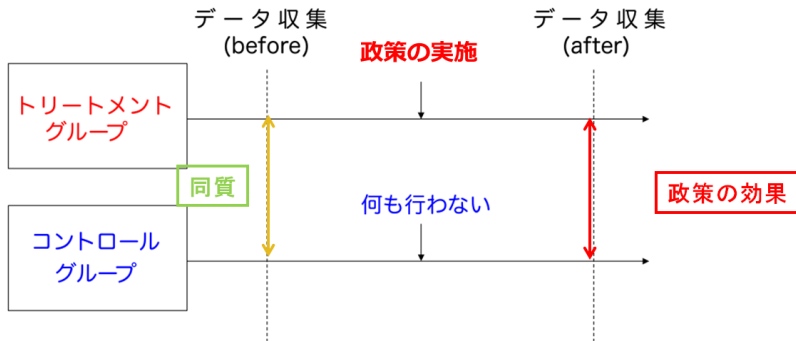 データ収集
(before)
政策の実施
データ収集
(after)
トリートメント
グループ
同質
何も行わない
政策の効果
コントロール
グループ